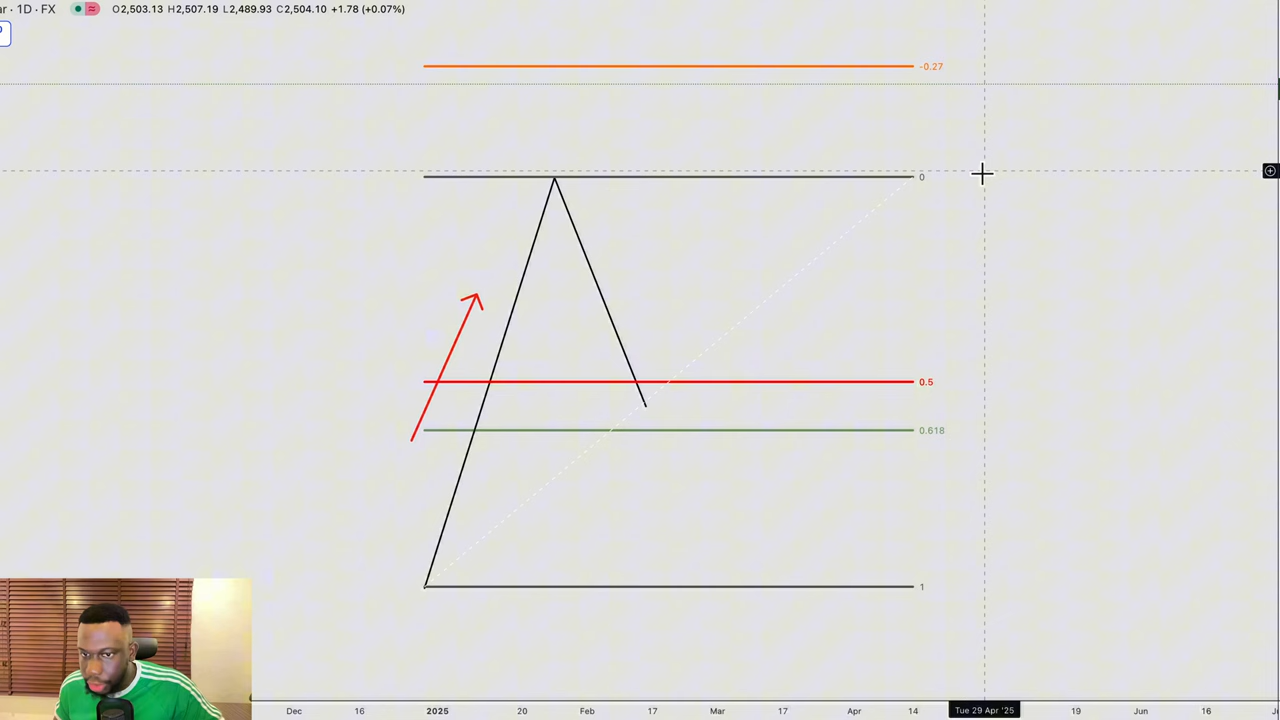 ar · 1D · FX O2,503.13 H2,507.19 L2,489.93 C2,504.10 +1.78 (+0.07%)
-0.27
0
0.5
0.618
1
Dec 16 2025 20 Feb 17 Mar 17 Apr 14 Tue 29 Apr '25 19 Jun 16